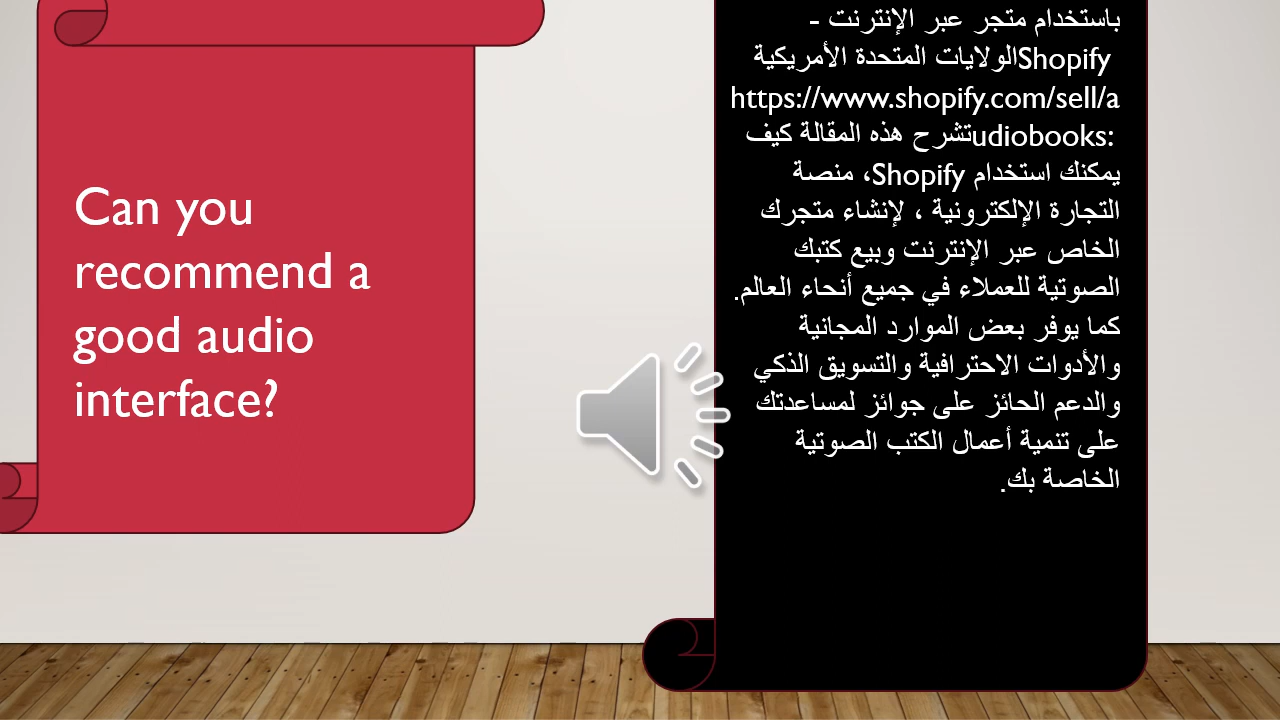 Can you
recommend a
good audio
interface?
باستخدام متجر عبر الإنترنت -
Shopifyالولايات المتحدة الأمريكية
https://www.shopify.com/sell/a
udiobooks: تشرح هذه المقالة كيف
يمكنك استخدام Shopify، منصة
التجارة الإلكترونية ، لإنشاء متجرك
الخاص عبر الإنترنت وبيع كتبك
الصوتية للعملاء في جميع أنحاء العالم.
كما يوفر بعض الموارد المجانية
والأدوات الاحترافية والتسويق الذكي
والدعم الحائز على جوائز لمساعدتك
على تنمية أعمال الكتب الصوتية
الخاصة بك.